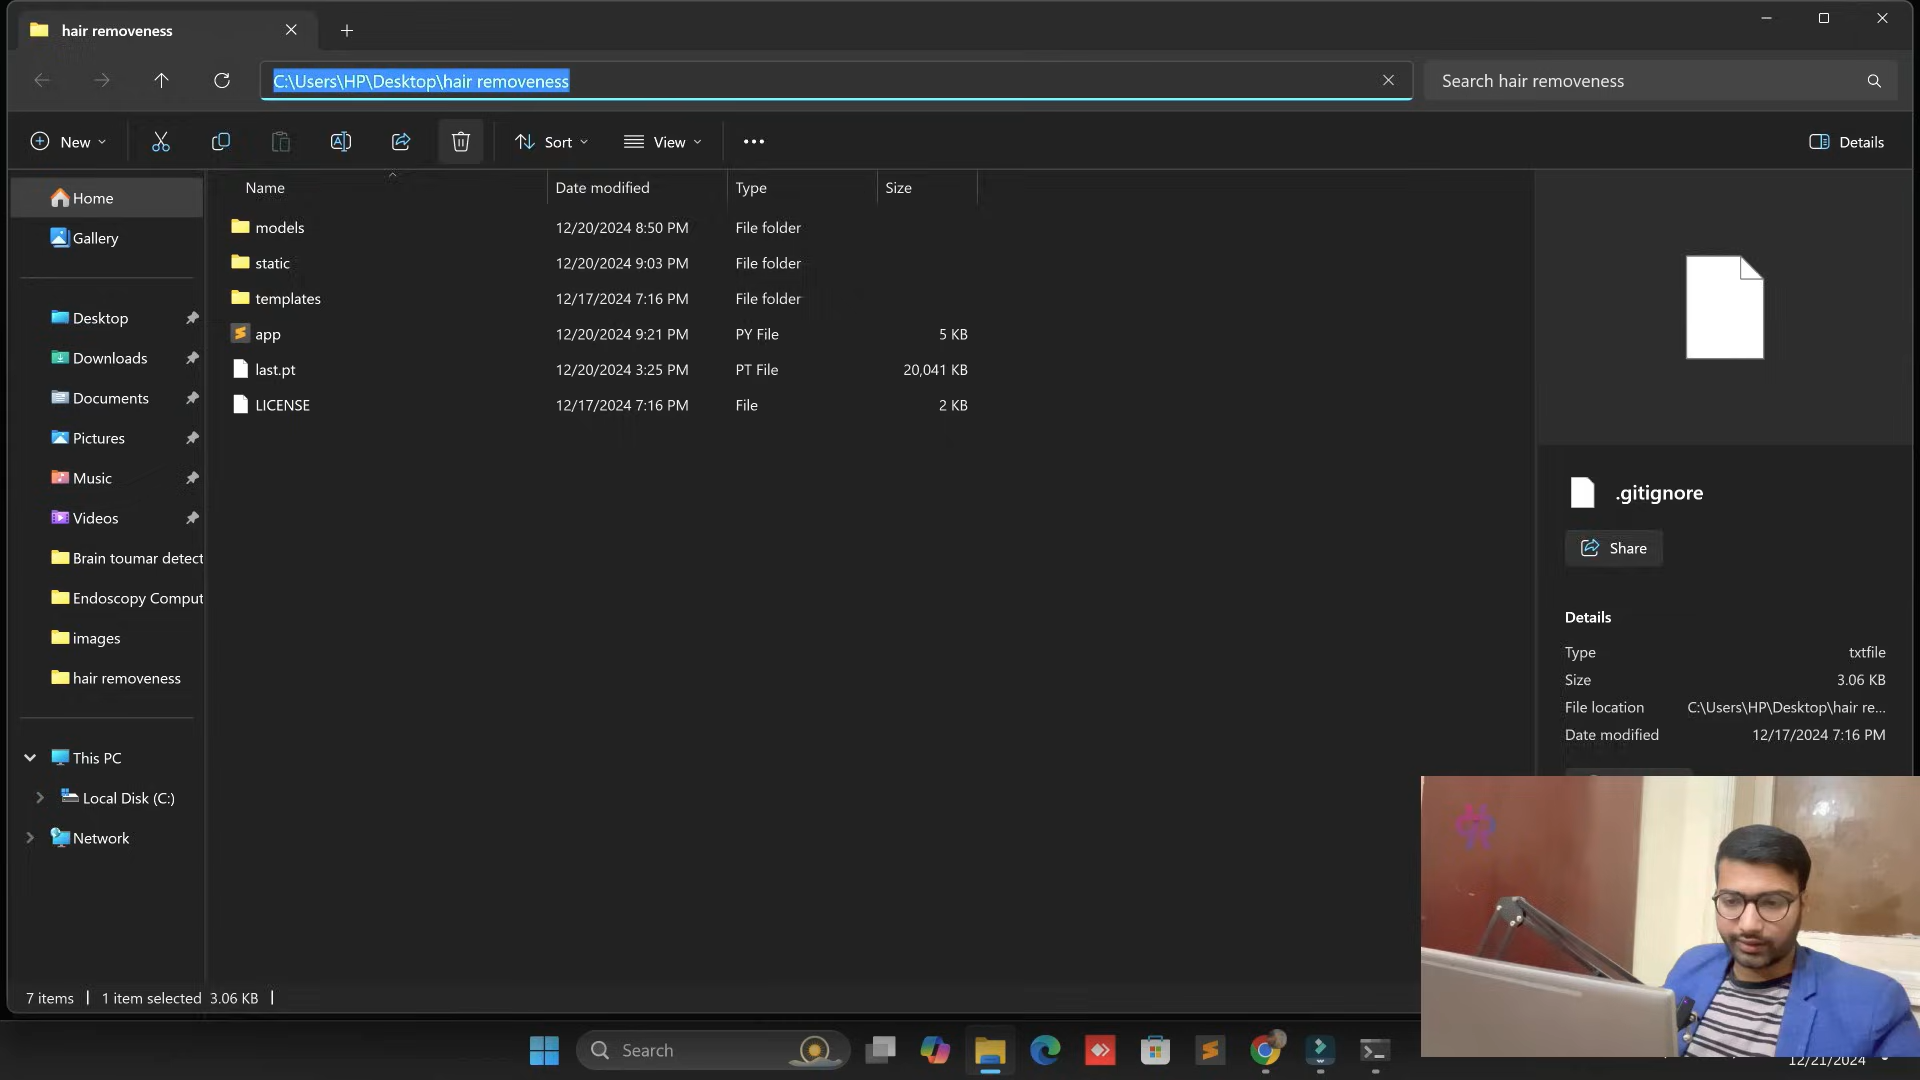 hair removeness
C:\Users\HP\Desktop\hair removeness
Search hair removeness
New
Sort
View
Details
Name Date modified Type Size
Home
Gallery
Desktop
Downloads
Documents
Pictures
Music
Videos
Brain toumar detect
Endoscopy Comput
images
hair removeness
This PC
Local Disk (C:)
Network
models 12/20/2024 8:50 PM File folder
static 12/20/2024 9:03 PM File folder
templates 12/17/2024 7:16 PM File folder
app 12/20/2024 9:21 PM PY File 5 KB
last.pt 12/20/2024 3:25 PM PT File 20,041 KB
LICENSE 12/17/2024 7:16 PM File 2 KB
.gitignore
Share
Details
Type txtfile
Size 3.06 KB
File location C:\Users\HP\Desktop\hair re...
Date modified 12/17/2024 7:16 PM
7 items 1 item selected 3.06 KB
Search
12/21/2024